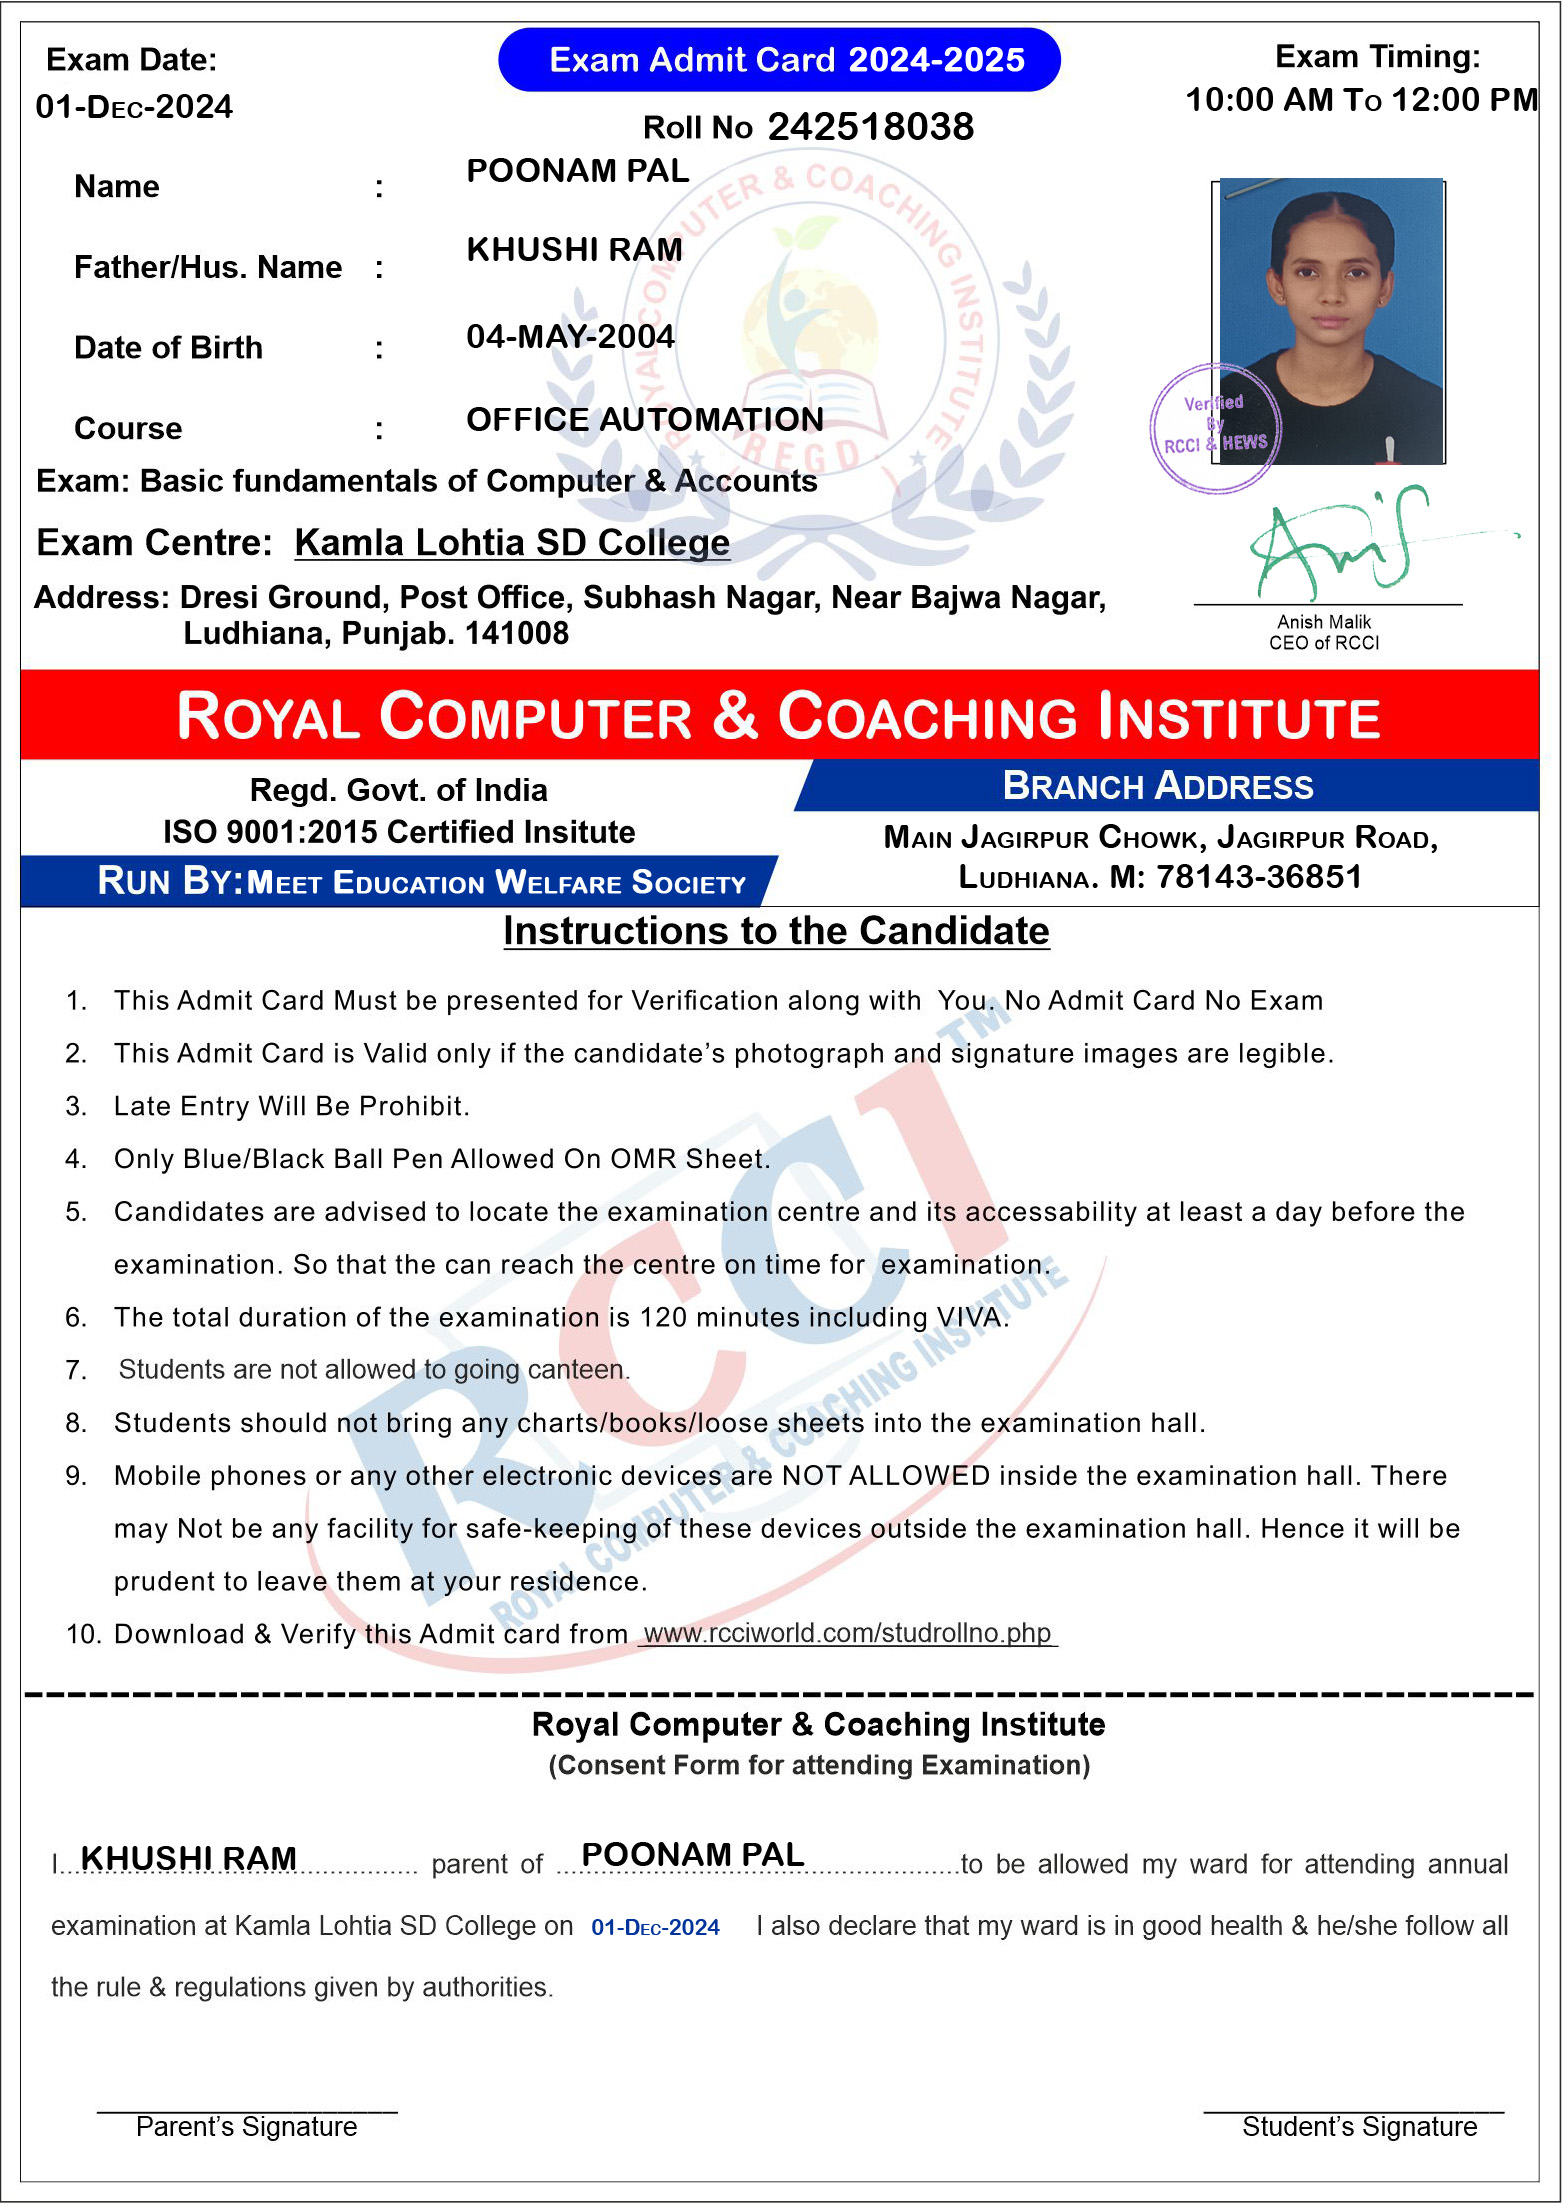 Exam Date:
01-Dec-2024
Exam Admit Card 2024-2025
Exam Timing:
10:00 AM To 12:00 PM
Roll No 242518038
Name : POONAM PAL
Father/Hus. Name : KHUSHI RAM
Date of Birth : 04-MAY-2004
Course : OFFICE AUTOMATION
ROYAL COMPUTER & COACHING INSTITUTE
REGD.
Verified
By
RCCI & HEWS
Exam: Basic fundamentals of Computer & Accounts
Exam Centre: Kamla Lohtia SD College
Address: Dresi Ground, Post Office, Subhash Nagar, Near Bajwa Nagar,
Ludhiana, Punjab. 141008
Anish Malik
CEO of RCCI
Royal Computer & Coaching Institute
Regd. Govt. of India
ISO 9001:2015 Certified Insitute
Run By:Meet Education Welfare Society
Branch Address
Main Jagirpur Chowk, Jagirpur Road,
Ludhiana. M: 78143-36851
Instructions to the Candidate
1. This Admit Card Must be presented for Verification along with You. No Admit Card No Exam
2. This Admit Card is Valid only if the candidate's photograph and signature images are legible.
3. Late Entry Will Be Prohibit.
4. Only Blue/Black Ball Pen Allowed On OMR Sheet.
5. Candidates are advised to locate the examination centre and its accessability at least a day before the
examination. So that the can reach the centre on time for examination.
6. The total duration of the examination is 120 minutes including VIVA.
7. Students are not allowed to going canteen.
8. Students should not bring any charts/books/loose sheets into the examination hall.
9. Mobile phones or any other electronic devices are NOT ALLOWED inside the examination hall. There
may Not be any facility for safe-keeping of these devices outside the examination hall. Hence it will be
prudent to leave them at your residence.
10. Download & Verify this Admit card from www.rcciworld.com/studrollno.php
RCCI TM
ROYAL COMPUTER & COACHING INSTITUTE
Royal Computer & Coaching Institute
(Consent Form for attending Examination)
I KHUSHI RAM parent of POONAM PAL to be allowed my ward for attending annual
examination at Kamla Lohtia SD College on 01-Dec-2024 I also declare that my ward is in good health & he/she follow all
the rule & regulations given by authorities.
Parent's Signature
Student's Signature